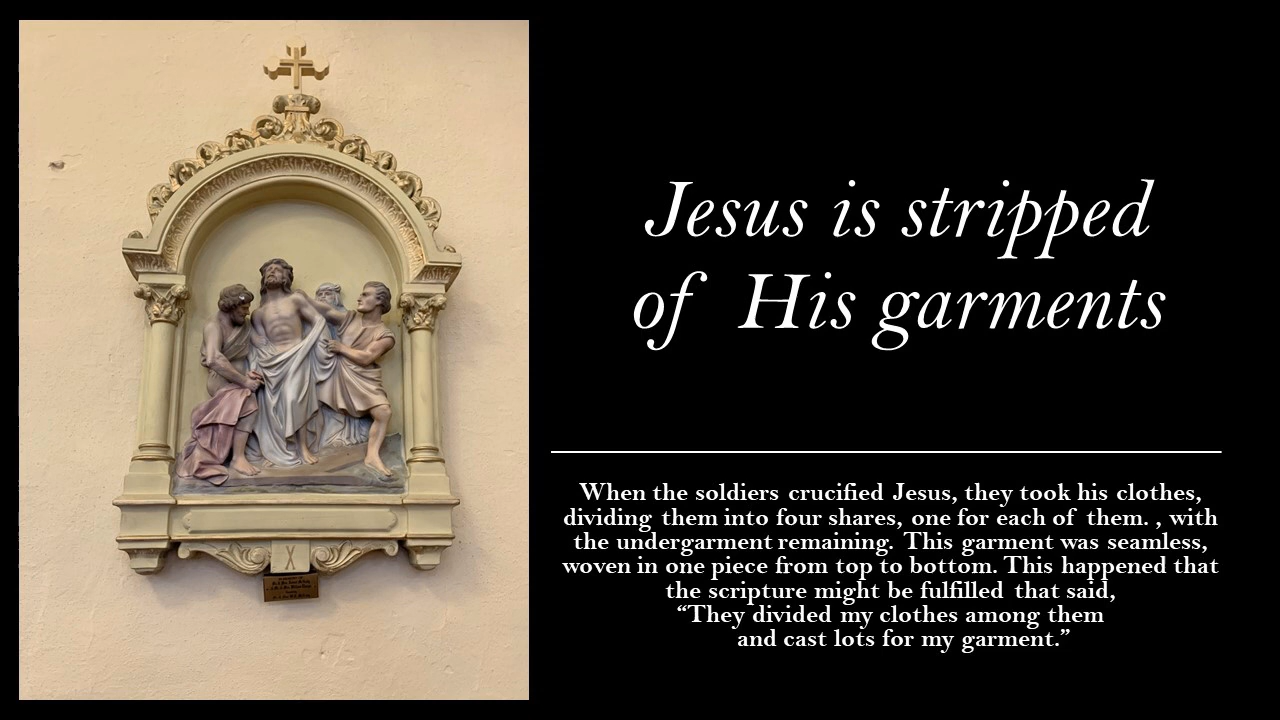 Jesus is stripped
of His garments
When the soldiers crucified Jesus, they took his clothes,
dividing them into four shares, one for each of them. , with
the undergarment remaining. This garment was seamless,
woven in one piece from top to bottom. This happened that
the scripture might be fulfilled that said,
“They divided my clothes among them
and cast lots for my garment.”
X